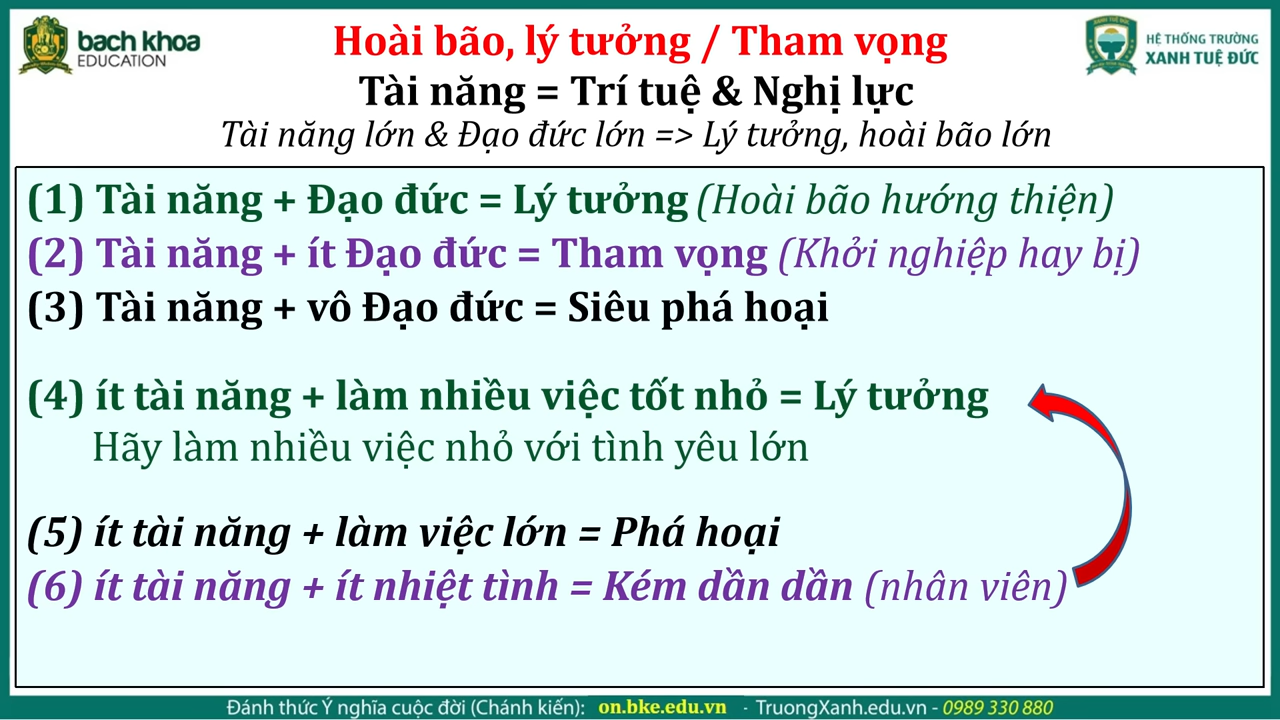 bach khoa
EDUCATION
Hoài bão, lý tưởng / Tham vọng
HỆ THỐNG TRƯỜNG
XANH TUỆ ĐỨC
Tài năng = Trí tuệ & Nghị lực
Tài năng lớn & Đạo đức lớn => Lý tưởng, hoài bão lớn
(1) Tài năng + Đạo đức = Lý tưởng (Hoài bão hướng thiện)
(2) Tài năng + ít Đạo đức = Tham vọng (Khởi nghiệp hay bị)
(3) Tài năng + vô Đạo đức = Siêu phá hoại
(4) ít tài năng + làm nhiều việc tốt nhỏ = Lý tưởng
Hãy làm nhiều việc nhỏ với tình yêu lớn
(5) ít tài năng + làm việc lớn = Phá hoại
(6) ít tài năng + ít nhiệt tình = Kém dần dần (nhân viên)
Đánh thức Ý nghĩa cuộc đời (Chánh kiến): on.bke.edu.vn - TruongXanh.edu.vn - 0989 330 880